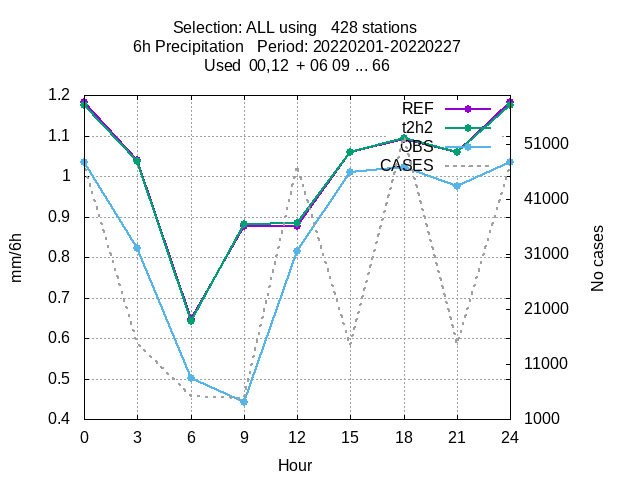 Selection: ALL using   428 stations
6h Precipitation   Period: 20220201-20220227
Used  00,12  + 06 09 ... 66
REF
t2h2
OBS
CASES
1.2
1.1
1
0.9
0.8
0.7
0.6
0.5
0.4
mm/6h
51000
41000
31000
21000
11000
1000
No cases
0 3 6 9 12 15 18 21 24
Hour